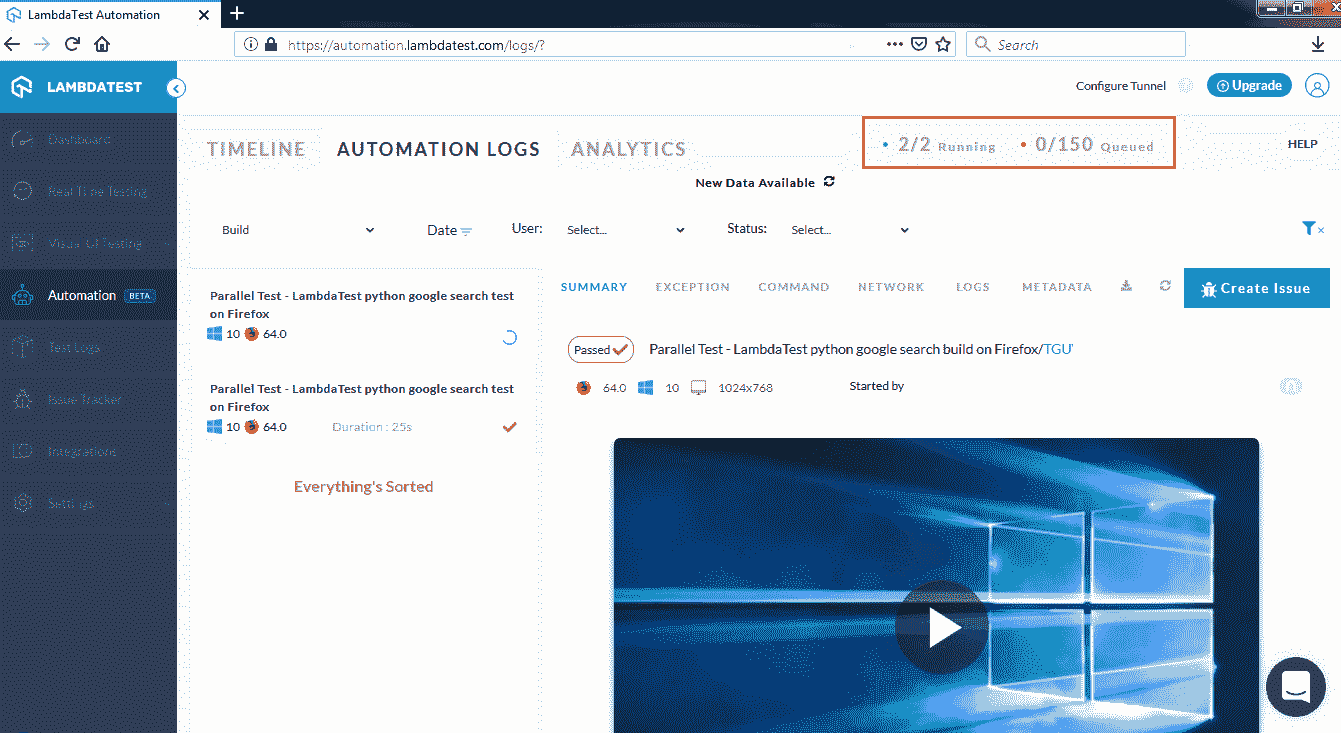 LambdaTest Automation
https://automation.lambdatest.com/logs/?
Search
LAMBDATEST
Configure Tunnel
Upgrade
Dashboard
Real Time Testing
Visual UI Testing
Automation BETA
Test Logs
Issue Tracker
Integrations
Settings
TIMELINE AUTOMATION LOGS ANALYTICS
2/2 Running 0/150 Queued
HELP
New Data Available
Build Date User: Select... Status: Select...
Parallel Test - LambdaTest python google search test
on Firefox
10 64.0
Parallel Test - LambdaTest python google search test
on Firefox
10 64.0 Duration : 25s
Everything's Sorted
SUMMARY EXCEPTION COMMAND NETWORK LOGS METADATA
Create Issue
Passed Parallel Test - LambdaTest python google search build on Firefox/TGU'
64.0 10 1024x768 Started by